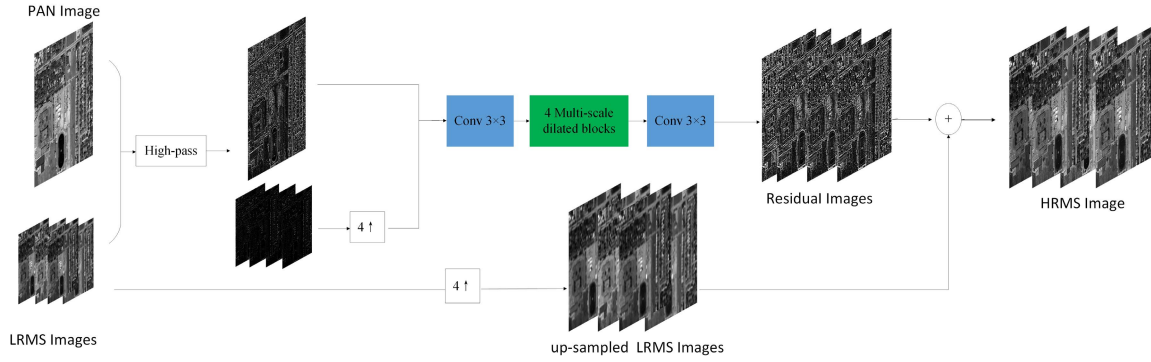 PAN Image
High-pass
LRMS Images
4 ↑
4 ↑
Conv 3×3
4 Multi-scale
dilated blocks
Conv 3×3
up-sampled LRMS Images
Residual Images
+
HRMS Image